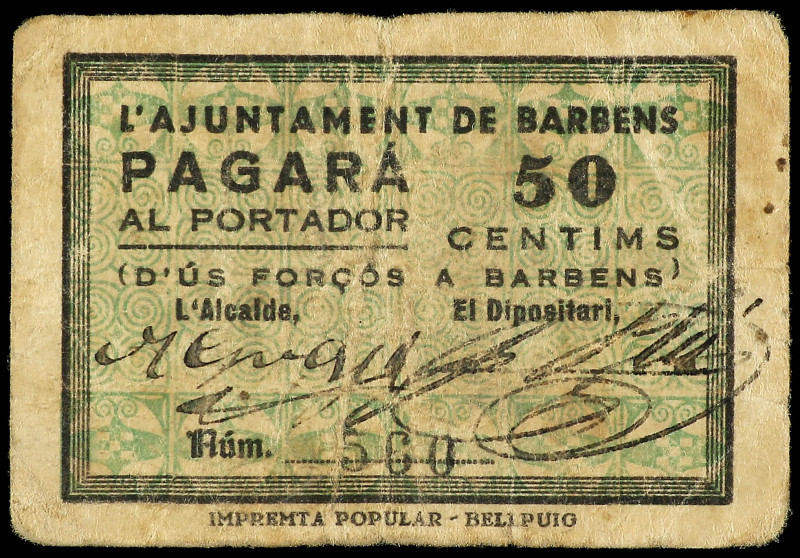 L'AJUNTAMENT DE BARBENS
PAGARÁ 50
AL PORTADOR CENTIMS
(D'ÚS FORÇÓS A BARBENS)
L'Alcalde, El Dipositari,
Núm. 560
IMPREMTA POPULAR - BELLPUIG